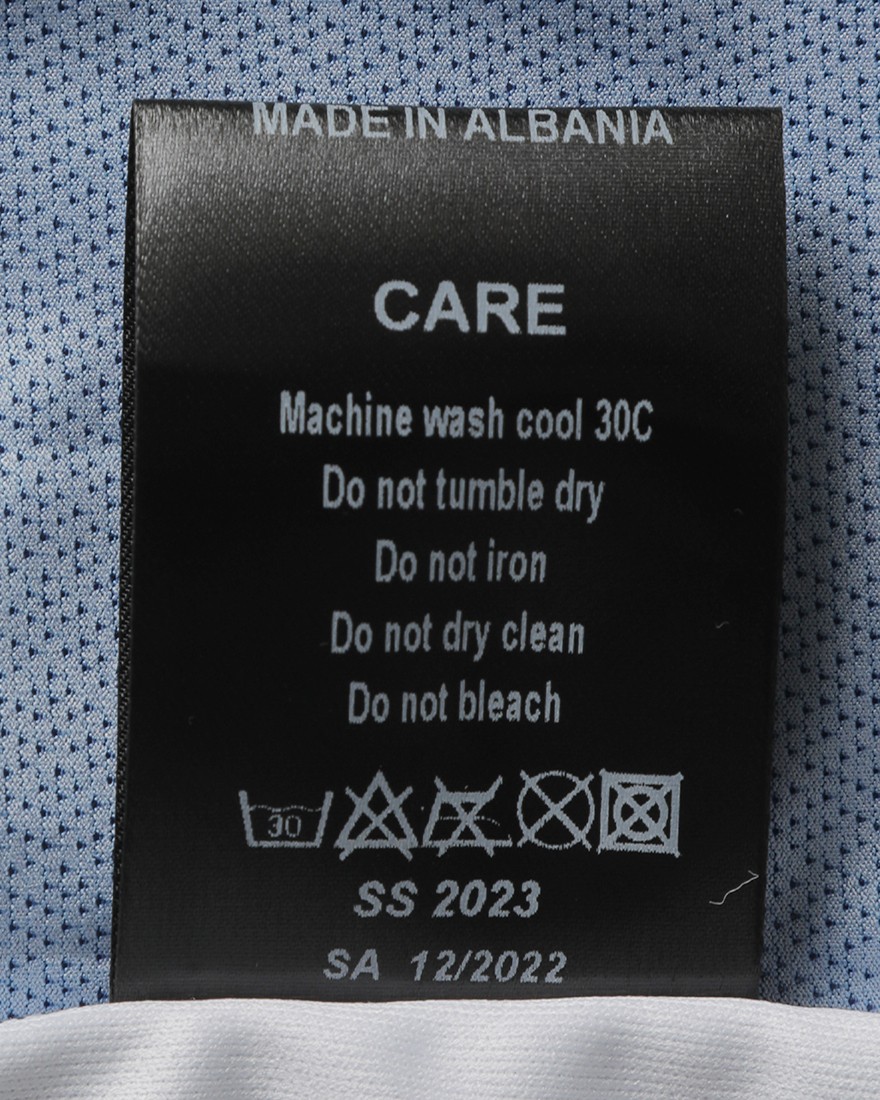 MADE IN ALBANIA
CARE
Machine wash cool 30C
Do not tumble dry
Do not iron
Do not dry clean
Do not bleach
30
SS 2023
SA 12/2022